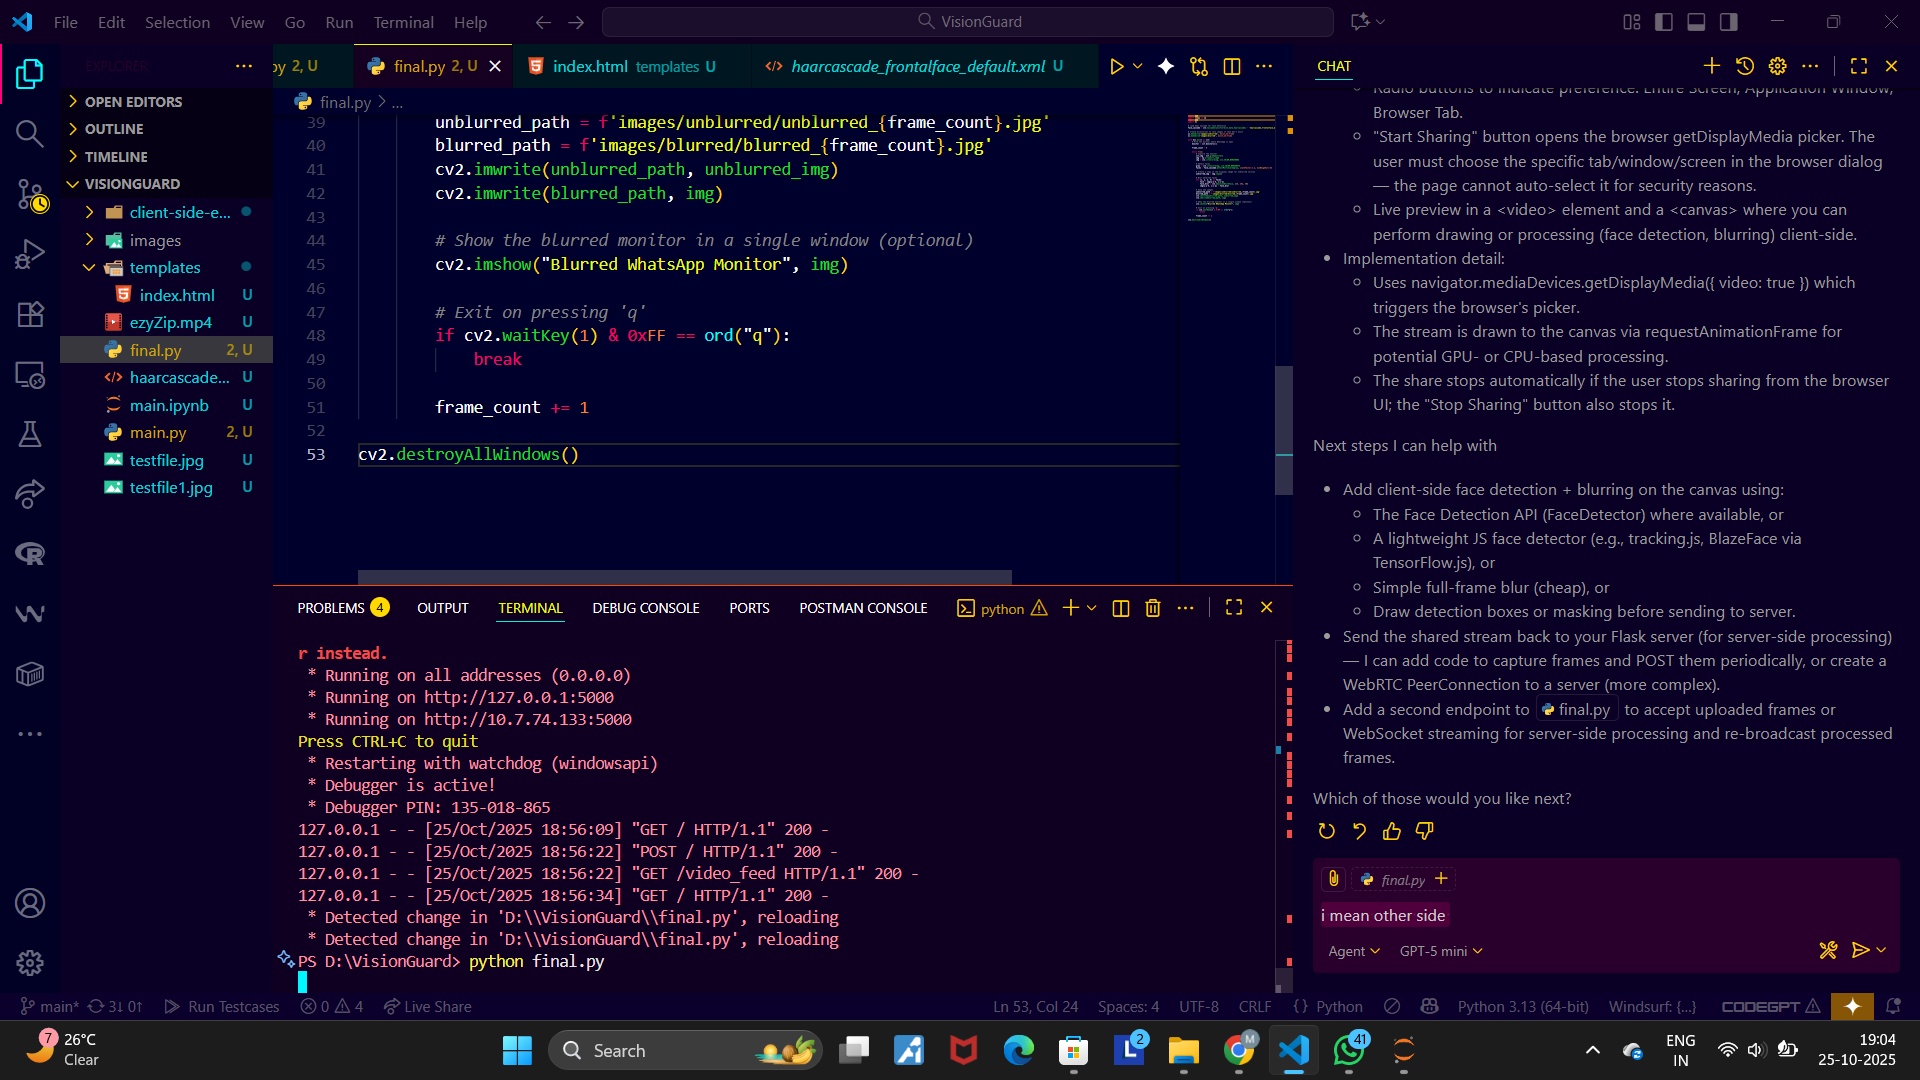 File Edit Selection View Go Run Terminal Help
VisionGuard
EXPLORER
OPEN EDITORS
OUTLINE
TIMELINE
VISIONGUARD
client-side-e...
images
templates
index.html U
ezyZip.mp4 U
final.py 2, U
haarcascade... U
main.ipynb U
main.py 2, U
testfile.jpg U
testfile1.jpg U
py 2, U
final.py 2, U
index.html templates U
haarcascade_frontalface_default.xml U
final.py > ...
39 unblurred_path = f'images/unblurred/unblurred_{frame_count}.jpg'
40 blurred_path = f'images/blurred/blurred_{frame_count}.jpg'
41 cv2.imwrite(unblurred_path, unblurred_img)
42 cv2.imwrite(blurred_path, img)
43
44 # Show the blurred monitor in a single window (optional)
45 cv2.imshow("Blurred WhatsApp Monitor", img)
46
47 # Exit on pressing 'q'
48 if cv2.waitKey(1) & 0xFF == ord("q"):
49 break
50
51 frame_count += 1
52
53 cv2.destroyAllWindows()
PROBLEMS 4 OUTPUT TERMINAL DEBUG CONSOLE PORTS POSTMAN CONSOLE python
r instead.
* Running on all addresses (0.0.0.0)
* Running on http://127.0.0.1:5000
* Running on http://10.7.74.133:5000
Press CTRL+C to quit
* Restarting with watchdog (windowsapi)
* Debugger is active!
* Debugger PIN: 135-018-865
127.0.0.1 - - [25/Oct/2025 18:56:09] "GET / HTTP/1.1" 200 -
127.0.0.1 - - [25/Oct/2025 18:56:22] "POST / HTTP/1.1" 200 -
127.0.0.1 - - [25/Oct/2025 18:56:22] "GET /video_feed HTTP/1.1" 200 -
127.0.0.1 - - [25/Oct/2025 18:56:34] "GET / HTTP/1.1" 200 -
* Detected change in 'D:\\VisionGuard\\final.py', reloading
* Detected change in 'D:\\VisionGuard\\final.py', reloading
PS D:\VisionGuard> python final.py
CHAT
Radio buttons to indicate preference: Entire Screen, Application Window,
Browser Tab.
"Start Sharing" button opens the browser getDisplayMedia picker. The
user must choose the specific tab/window/screen in the browser dialog
— the page cannot auto-select it for security reasons.
Live preview in a <video> element and a <canvas> where you can
perform drawing or processing (face detection, blurring) client-side.
Implementation detail:
Uses navigator.mediaDevices.getDisplayMedia({ video: true }) which
triggers the browser's picker.
The stream is drawn to the canvas via requestAnimationFrame for
potential GPU- or CPU-based processing.
The share stops automatically if the user stops sharing from the browser
UI; the "Stop Sharing" button also stops it.
Next steps I can help with
Add client-side face detection + blurring on the canvas using:
The Face Detection API (FaceDetector) where available, or
A lightweight JS face detector (e.g., tracking.js, BlazeFace via
TensorFlow.js), or
Simple full-frame blur (cheap), or
Draw detection boxes or masking before sending to server.
Send the shared stream back to your Flask server (for server-side processing)
— I can add code to capture frames and POST them periodically, or create a
WebRTC PeerConnection to a server (more complex).
Add a second endpoint to final.py to accept uploaded frames or
WebSocket streaming for server-side processing and re-broadcast processed
frames.
Which of those would you like next?
final.py
i mean other side
Agent GPT-5 mini
main* 3↓ 0↑ Run Testcases 0 4 Live Share
Ln 53, Col 24 Spaces: 4 UTF-8 CRLF {} Python Python 3.13 (64-bit) Windsurf: {...} CODEGPT
7 26°C
Clear
Search
2
M
41
ENG
IN
19:04
25-10-2025